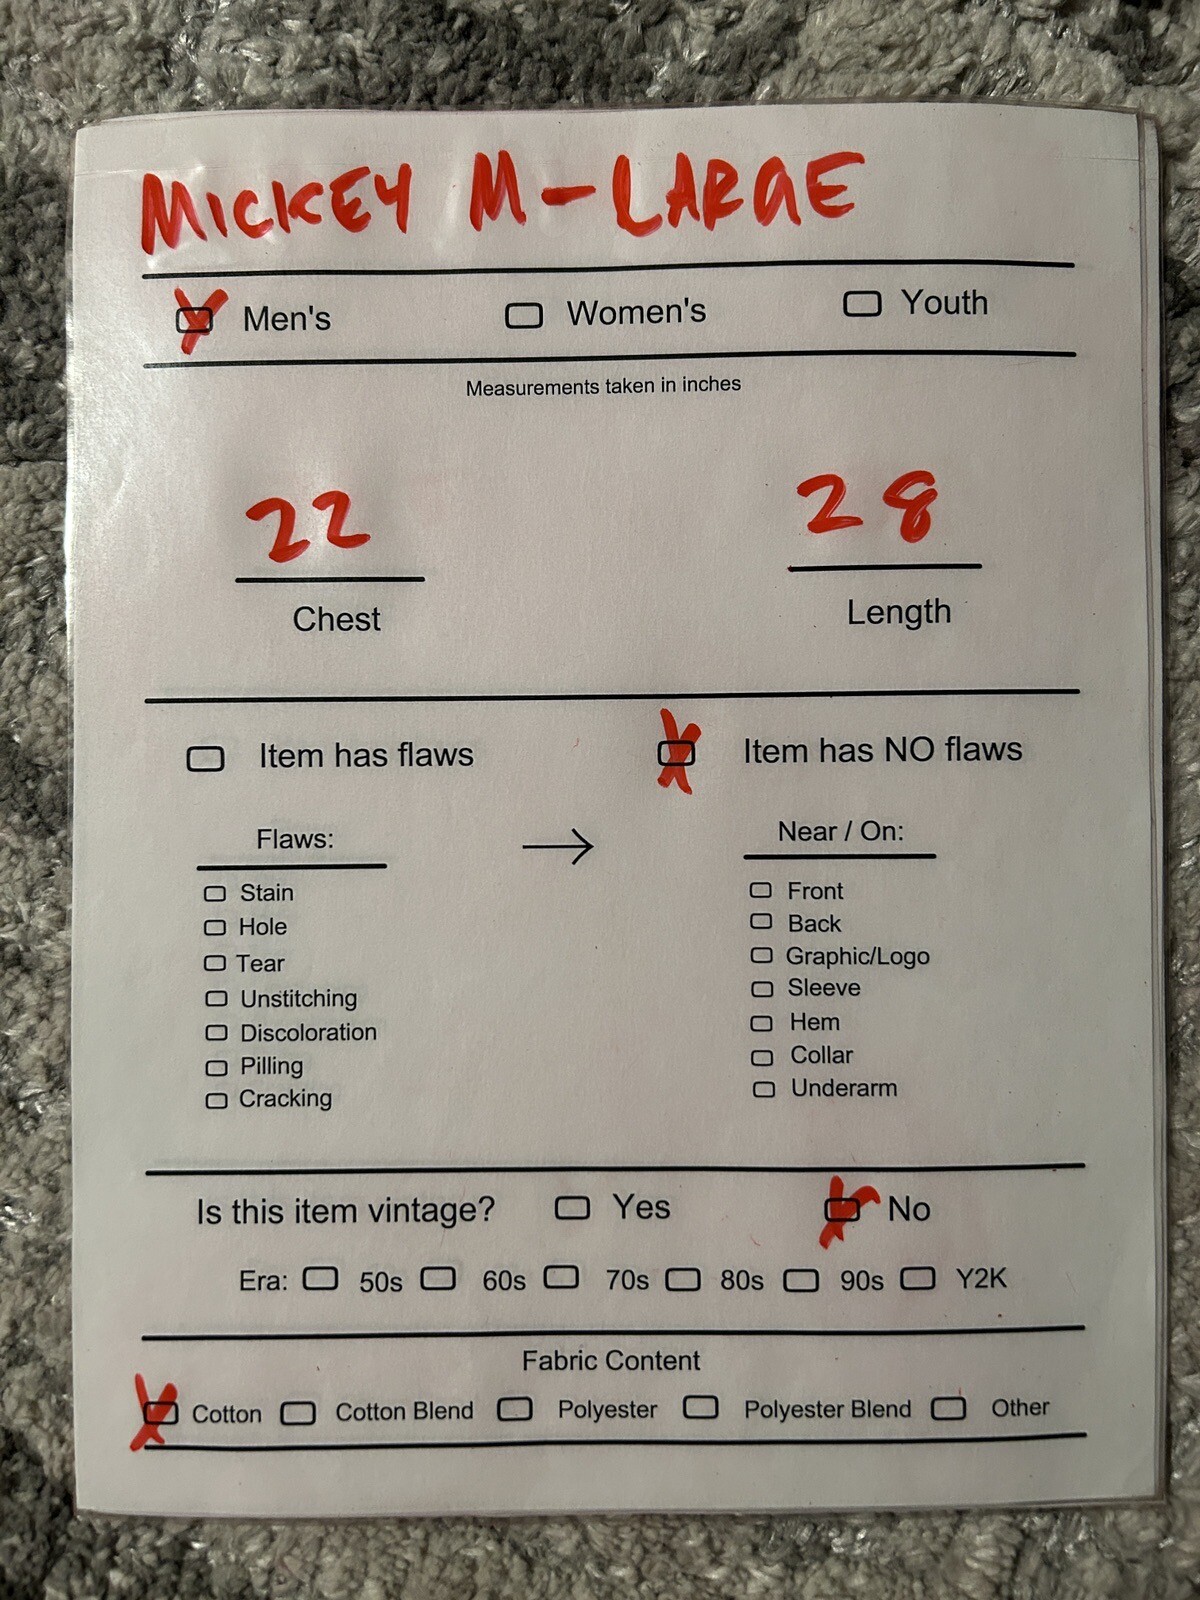 MICKEY M - LARGE
Men's Women's Youth
Measurements taken in inches
22 28
Chest Length
Item has flaws Item has NO flaws
Flaws: Near / On:
Stain Front
Hole Back
Tear Graphic/Logo
Unstitching Sleeve
Discoloration Hem
Pilling Collar
Cracking Underarm
Is this item vintage? Yes No
Era: 50s 60s 70s 80s 90s Y2K
Fabric Content
Cotton Cotton Blend Polyester Polyester Blend Other